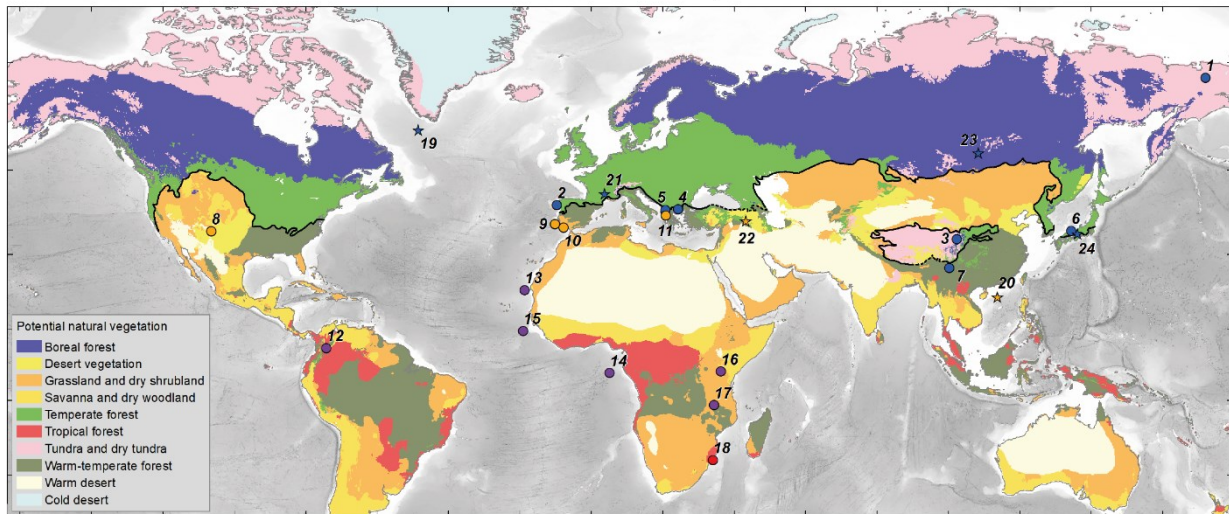 1
23
19
21
2
5
4
8
9
11
6
10
22
3
24
7
13
20
15
12
14
16
17
18
Potential natural vegetation
Boreal forest
Desert vegetation
Grassland and dry shrubland
Savanna and dry woodland
Temperate forest
Tropical forest
Tundra and dry tundra
Warm-temperate forest
Warm desert
Cold desert